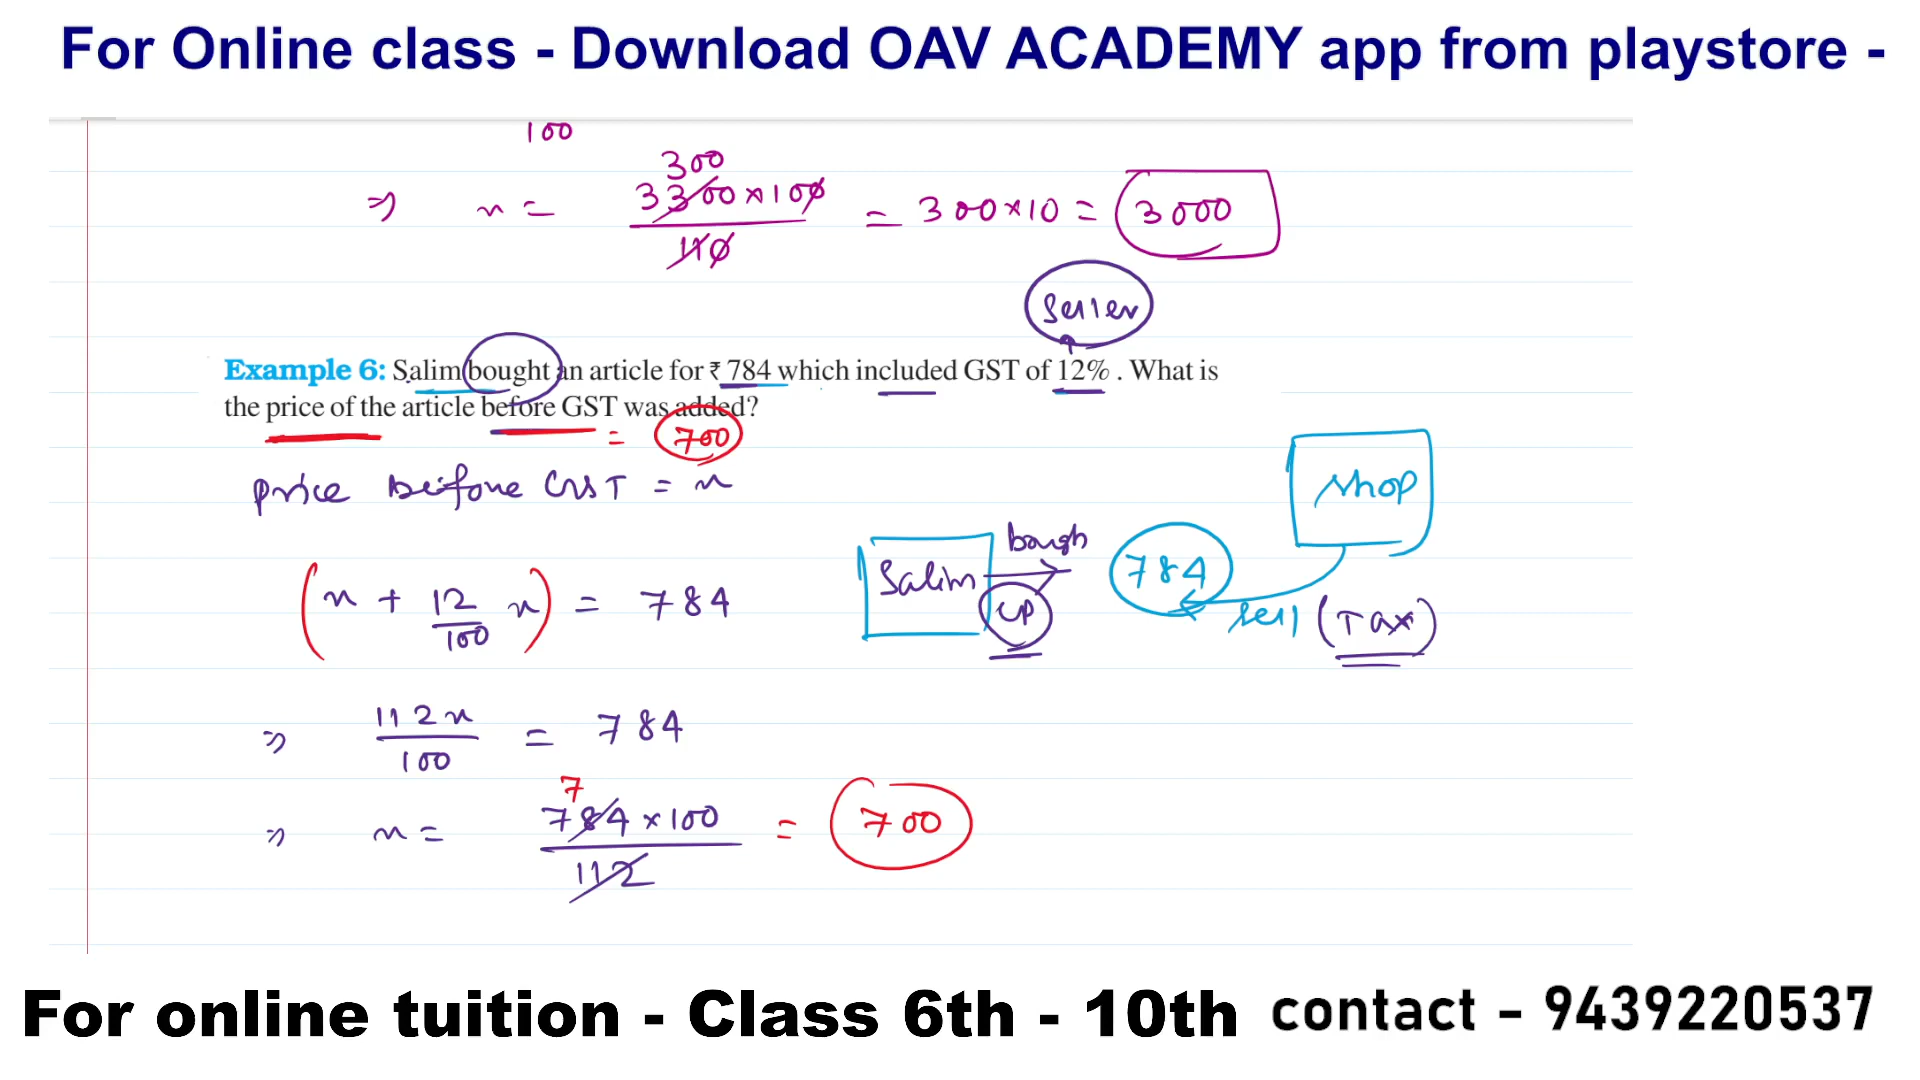 For Online class - Download OAV ACADEMY app from playstore -
100
300
⇒ x = 3300 × 100 / 110 = 300 × 10 = 3000
Seller
Example 6: Salim bought an article for ₹ 784 which included GST of 12% . What is
the price of the article before GST was added?
= 700
Price before GST = x
Shop
Salim bough 784
CP
sell (Tax)
(x + 12/100 x) = 784
⇒ 112x/100 = 784
7
⇒ x = 784 × 100 / 112 = 700
For online tuition - Class 6th - 10th contact - 9439220537